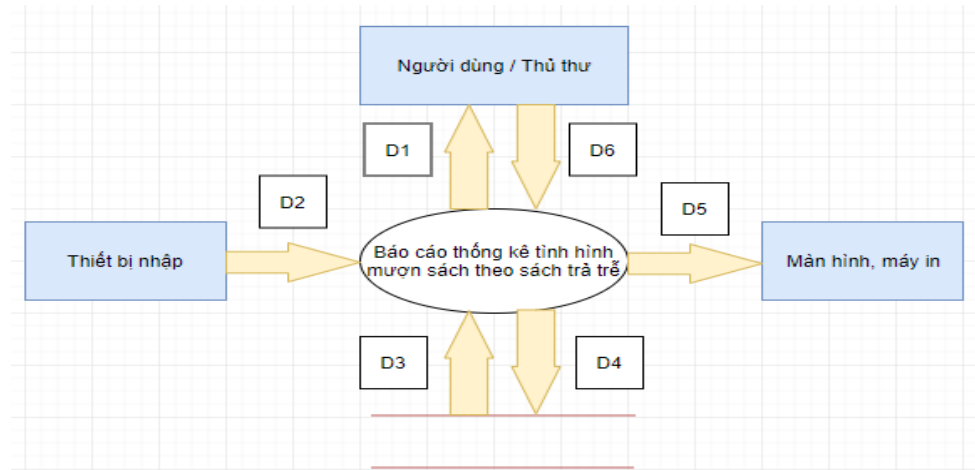 Người dùng / Thủ thư
D1
D6
D2
D5
Thiết bị nhập
Báo cáo thống kê tình hình
mượn sách theo sách trả trễ
Màn hình, máy in
D3
D4